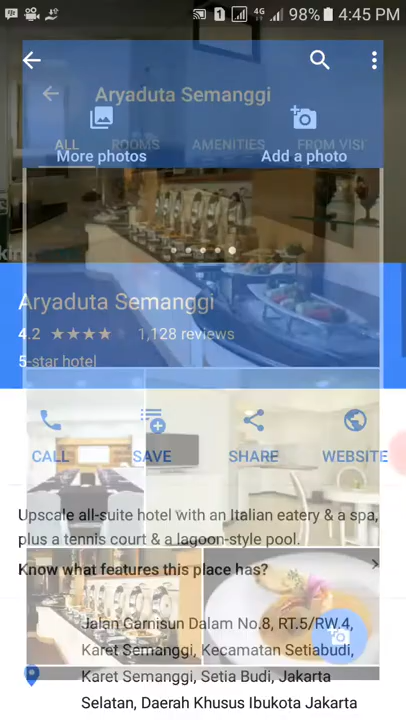 4G 98% 4:45 PM
Aryaduta Semanggi
ALL ROOMS AMENITIES FROM VISI
More photos Add a photo
Aryaduta Semanggi
4.2 1,128 reviews
5-star hotel
CALL SAVE SHARE WEBSITE
Upscale all-suite hotel with an Italian eatery & a spa,
plus a tennis court & a lagoon-style pool.
Know what features this place has?
Jalan Garnisun Dalam No.8, RT.5/RW.4,
Karet Semanggi, Kecamatan Setiabudi,
Karet Semanggi, Setia Budi, Jakarta
Selatan, Daerah Khusus Ibukota Jakarta